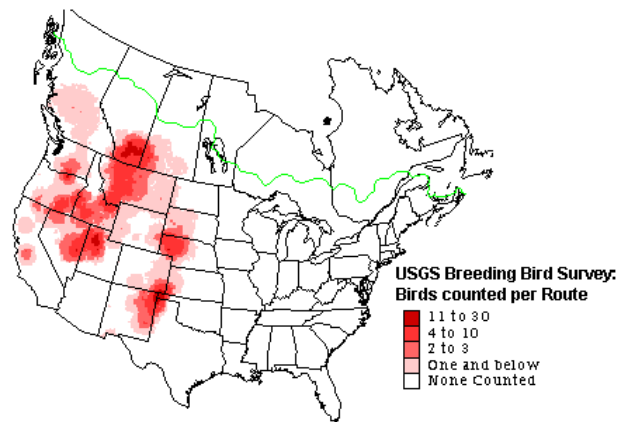 USGS Breeding Bird Survey:
Birds counted per Route
11 to 30
4 to 10
2 to 3
One and below
None Counted